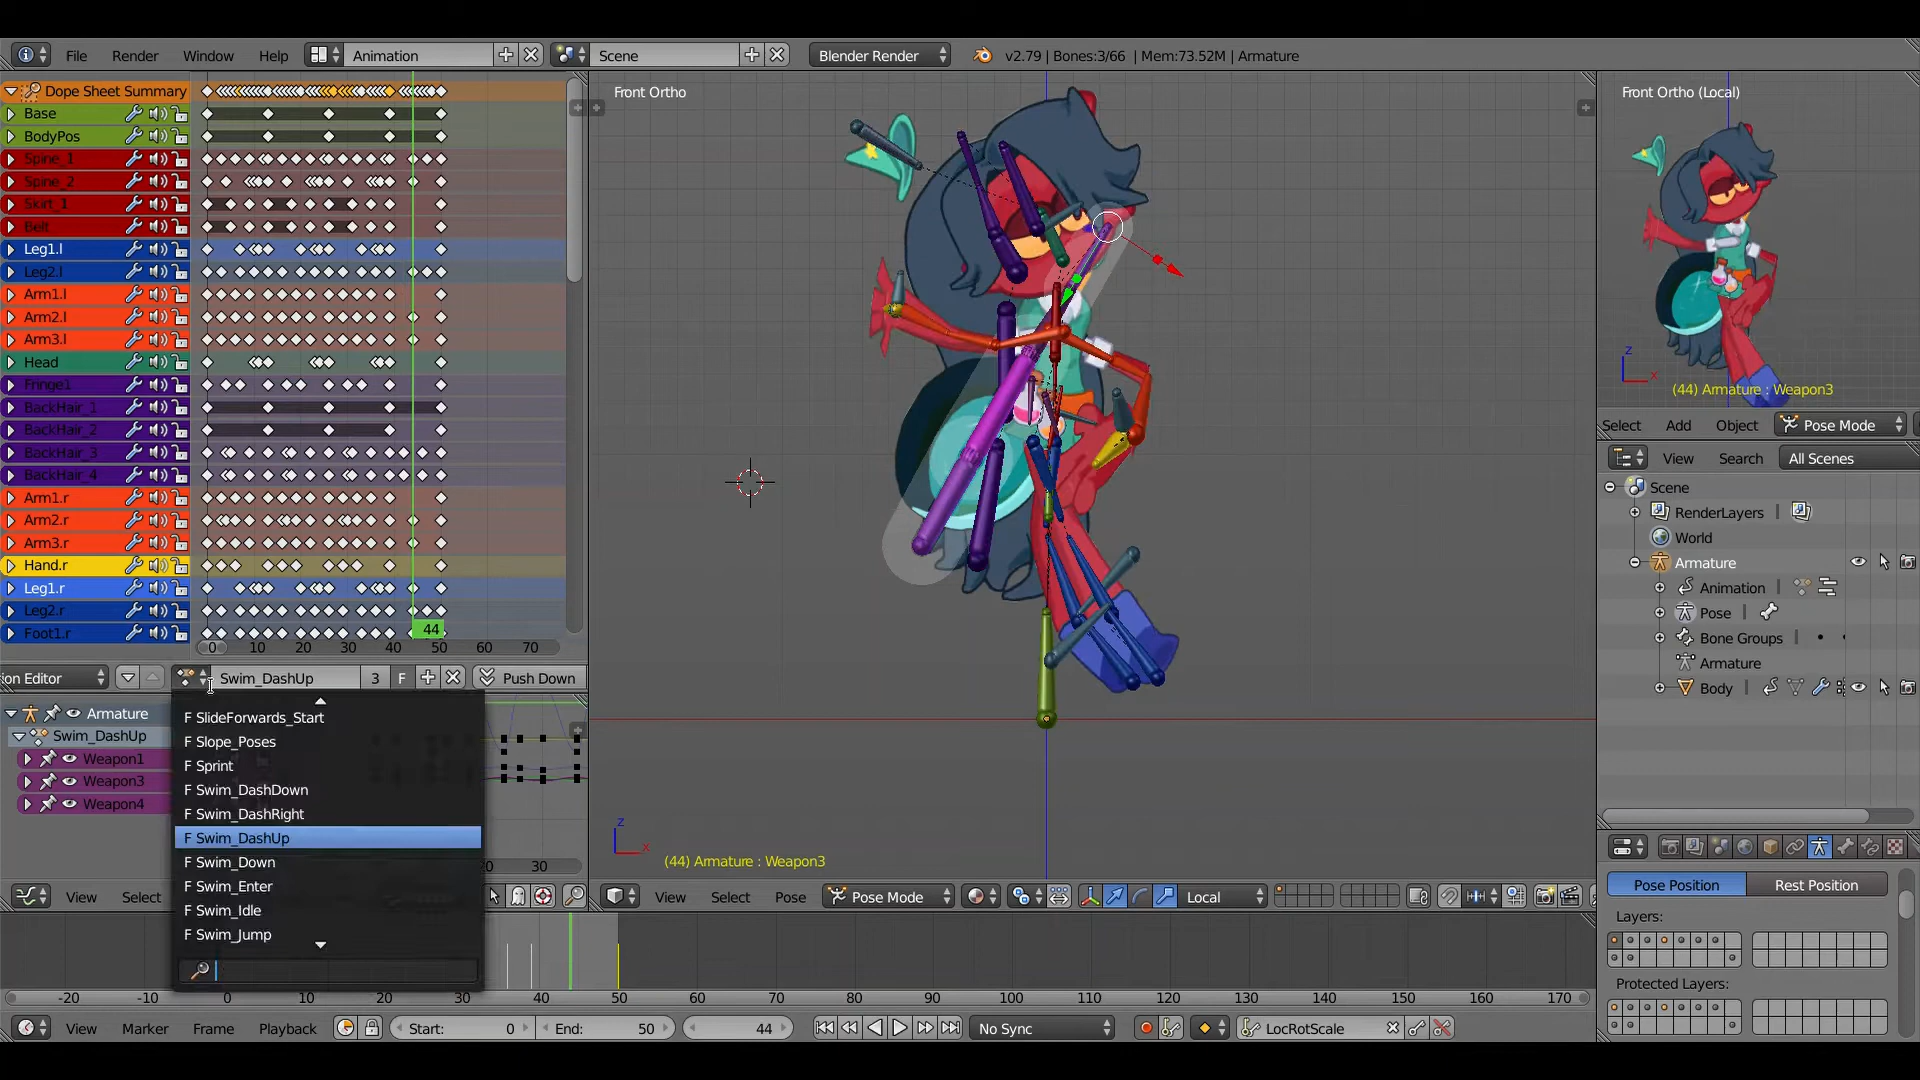 File Render Window Help Animation Scene Blender Render v2.79 | Bones:3/66 | Mem:73.52M | Armature
Dope Sheet Summary
Base
BodyPos
Spine_1
Spine_2
Skirt_1
Belt
Leg1.l
Leg2.l
Arm1.l
Arm2.l
Arm3.l
Head
Fringe1
BackHair_1
BackHair_2
BackHair_3
BackHair_4
Arm1.r
Arm2.r
Arm3.r
Hand.r
Leg1.r
Leg2.r
Foot1.r
44
0 10 20 30 40 50 60 70
ion Editor Swim_DashUp 3 F Push Down
Armature
Swim_DashUp
Weapon1
Weapon3
Weapon4
F SlideForwards_Start
F Slope_Poses
F Sprint
F Swim_DashDown
F Swim_DashRight
F Swim_DashUp
F Swim_Down
F Swim_Enter
F Swim_Idle
F Swim_Jump
20 30
View Select
Front Ortho
z
x
(44) Armature : Weapon3
View Select Pose Pose Mode Local
Front Ortho (Local)
z
x
(44) Armature : Weapon3
Select Add Object Pose Mode
View Search All Scenes
Scene
RenderLayers |
World
Armature
Animation |
Pose |
Bone Groups |
Armature
Body |
Pose Position Rest Position
Layers:
Protected Layers:
-20 -10 0 10 20 30 40 50 60 70 80 90 100 110 120 130 140 150 160 170
View Marker Frame Playback Start: 0 End: 50 44 No Sync LocRotScale